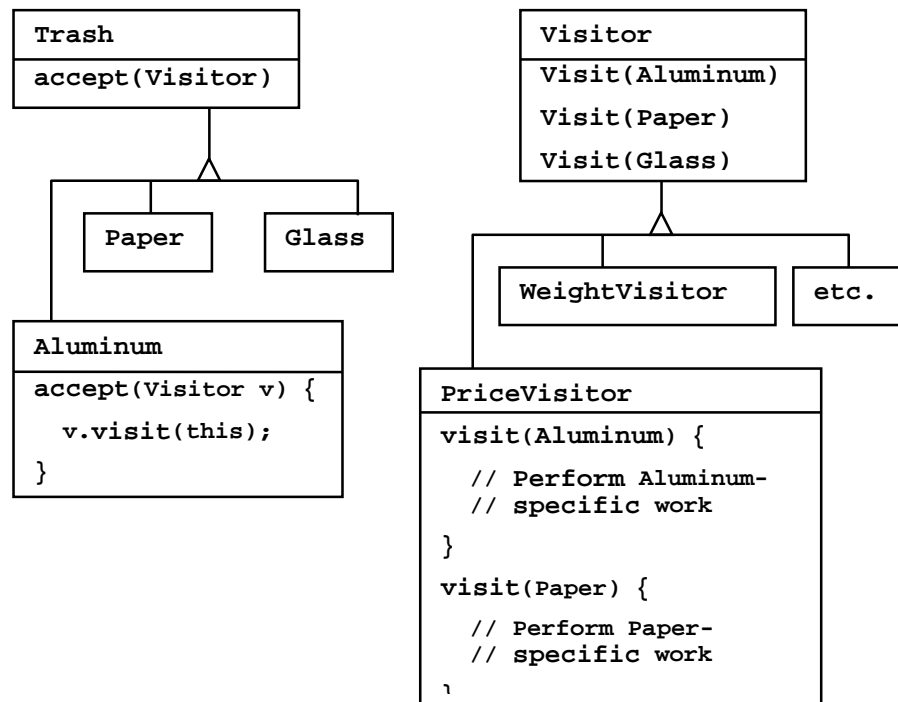 Trash
accept(Visitor)
Paper
Glass
Aluminum
accept(Visitor v) {
v.visit(this);
}
Visitor
Visit(Aluminum)
Visit(Paper)
Visit(Glass)
WeightVisitor
etc.
PriceVisitor
visit(Aluminum) {
// Perform Aluminum-
// specific work
}
visit(Paper) {
// Perform Paper-
// specific work
}